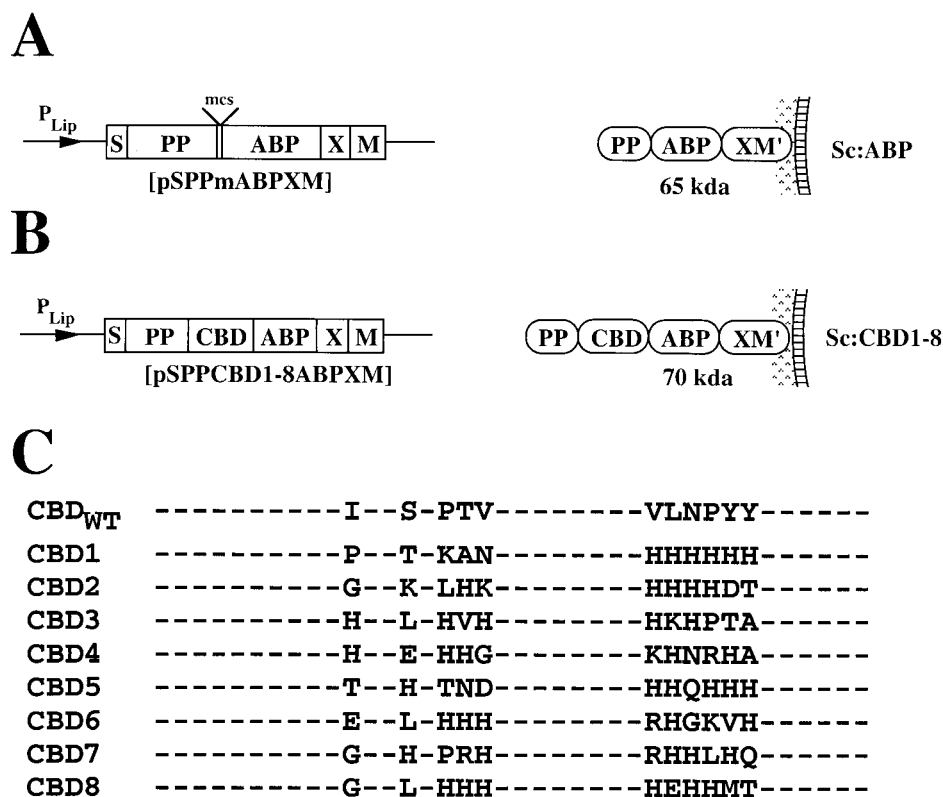 A
P_Lip
mcs
S PP ABP X M
[pSPPmABPXM]
PP ABP XM'
65 kda
Sc:ABP
B
P_Lip
S PP CBD ABP X M
[pSPPCBD1-8ABPXM]
PP CBD ABP XM'
70 kda
Sc:CBD1-8
C
CBD_WT ----------I--S-PTV--------VLNPYY------
CBD1 ----------P--T-KAN--------HHHHHH------
CBD2 ----------G--K-LHK--------HHHHDT------
CBD3 ----------H--L-HVH--------HKHPTA------
CBD4 ----------H--E-HHG--------KHNRHA------
CBD5 ----------T--H-TND--------HHQHHH------
CBD6 ----------E--L-HHH--------RHGKVH------
CBD7 ----------G--H-PRH--------RHHLHQ------
CBD8 ----------G--L-HHH--------HEHHMT------